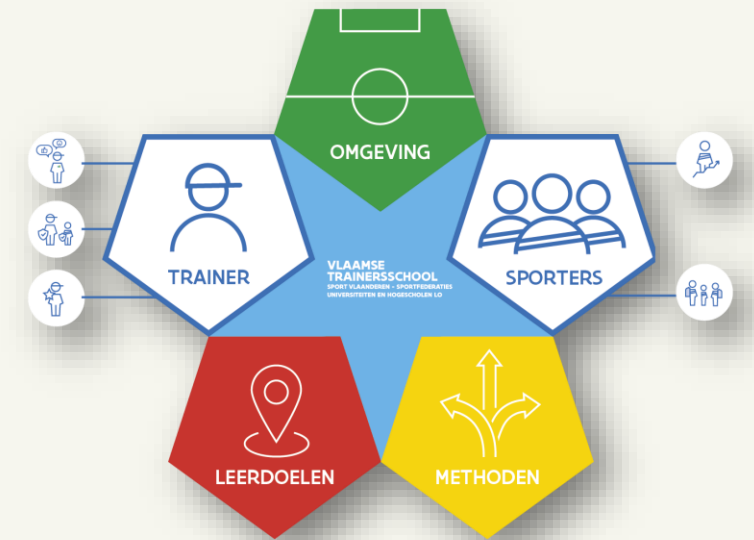 OMGEVING
TRAINER
SPORTERS
VLAAMSE
TRAINERSSCHOOL
SPORT VLAANDEREN - SPORTFEDERATIES
UNIVERSITEITEN EN HOGESCHOLEN LO
LEERDOELEN
METHODEN